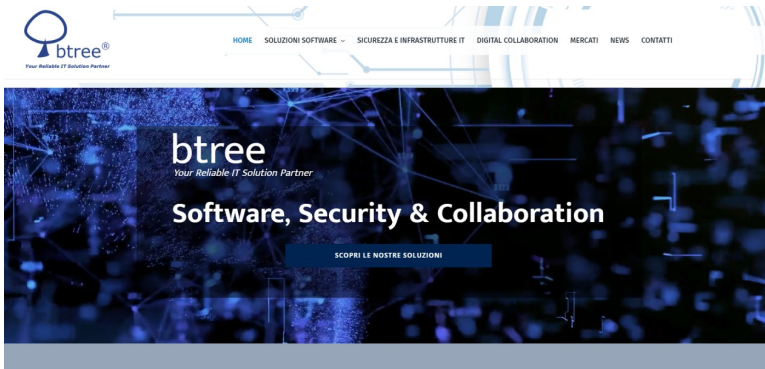 btree®
Your Reliable IT Solution Partner
HOME SOLUZIONI SOFTWARE SICUREZZA E INFRASTRUTTURE IT DIGITAL COLLABORATION MERCATI NEWS CONTATTI
btree
Your Reliable IT Solution Partner
Software, Security & Collaboration
SCOPRI LE NOSTRE SOLUZIONI